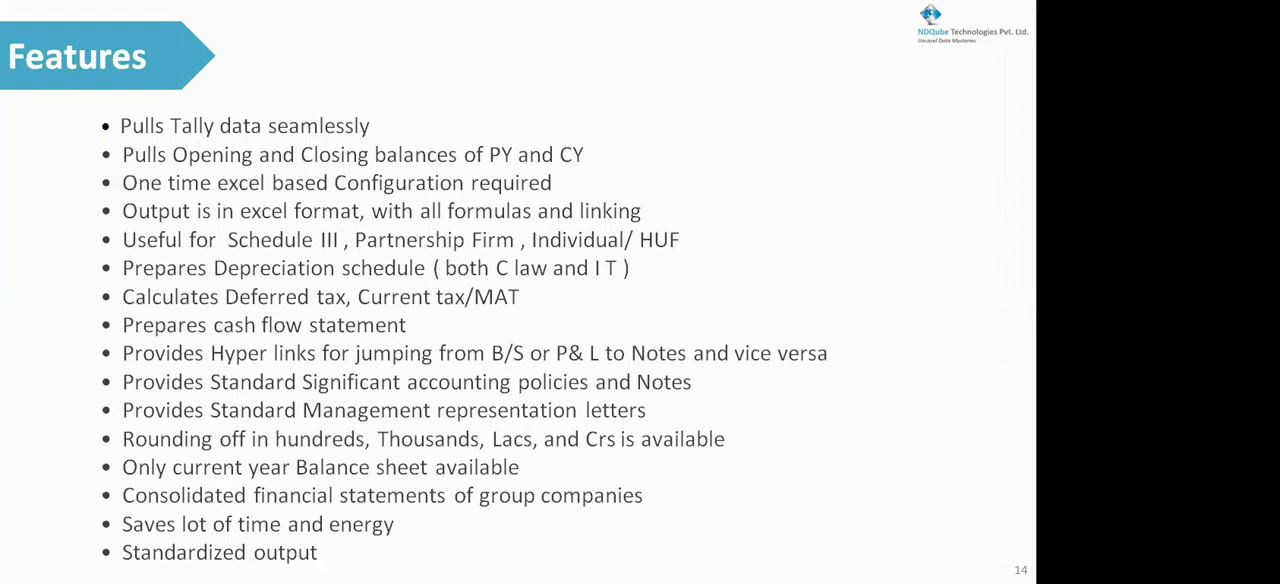 NDQube Technologies Pvt. Ltd.
Unravel Data Mysteries
Features
• Pulls Tally data seamlessly
• Pulls Opening and Closing balances of PY and CY
• One time excel based Configuration required
• Output is in excel format, with all formulas and linking
• Useful for Schedule III , Partnership Firm , Individual/ HUF
• Prepares Depreciation schedule ( both C law and I T )
• Calculates Deferred tax, Current tax/MAT
• Prepares cash flow statement
• Provides Hyper links for jumping from B/S or P& L to Notes and vice versa
• Provides Standard Significant accounting policies and Notes
• Provides Standard Management representation letters
• Rounding off in hundreds, Thousands, Lacs, and Crs is available
• Only current year Balance sheet available
• Consolidated financial statements of group companies
• Saves lot of time and energy
• Standardized output
14